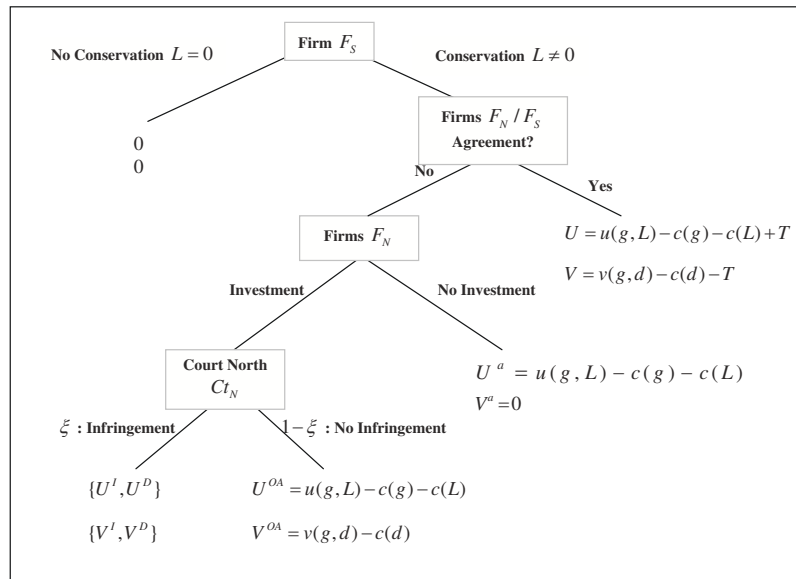 Firm F_S
No Conservation L = 0
Conservation L ≠ 0
0
0
Firms F_N / F_S
Agreement?
No
Yes
Firms F_N
U = u(g, L) − c(g) − c(L) + T
V = v(g, d) − c(d) − T
Investment
No Investment
Court North
Ct_N
U^a = u(g, L) − c(g) − c(L)
V^a = 0
ξ : Infringement
1 − ξ : No Infringement
{U^I, U^D}
U^{OA} = u(g, L) − c(g) − c(L)
{V^I, V^D}
V^{OA} = v(g, d) − c(d)